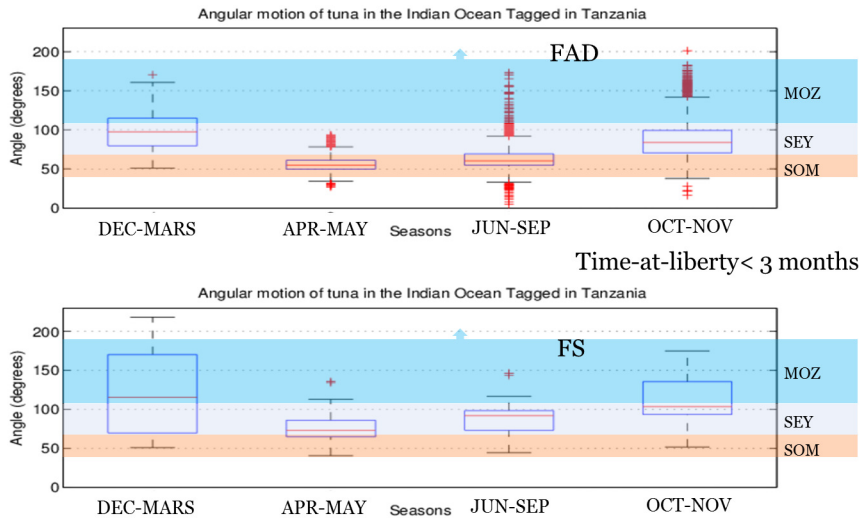 Angular motion of tuna in the Indian Ocean Tagged in Tanzania
FAD
Angle (degrees)
200
150
100
50
0
MOZ
SEY
SOM
DEC-MARS APR-MAY Seasons JUN-SEP OCT-NOV
Time-at-liberty< 3 months
Angular motion of tuna in the Indian Ocean Tagged in Tanzania
FS
Angle (degrees)
200
150
100
50
0
MOZ
SEY
SOM
DEC-MARS APR-MAY Seasons JUN-SEP OCT-NOV